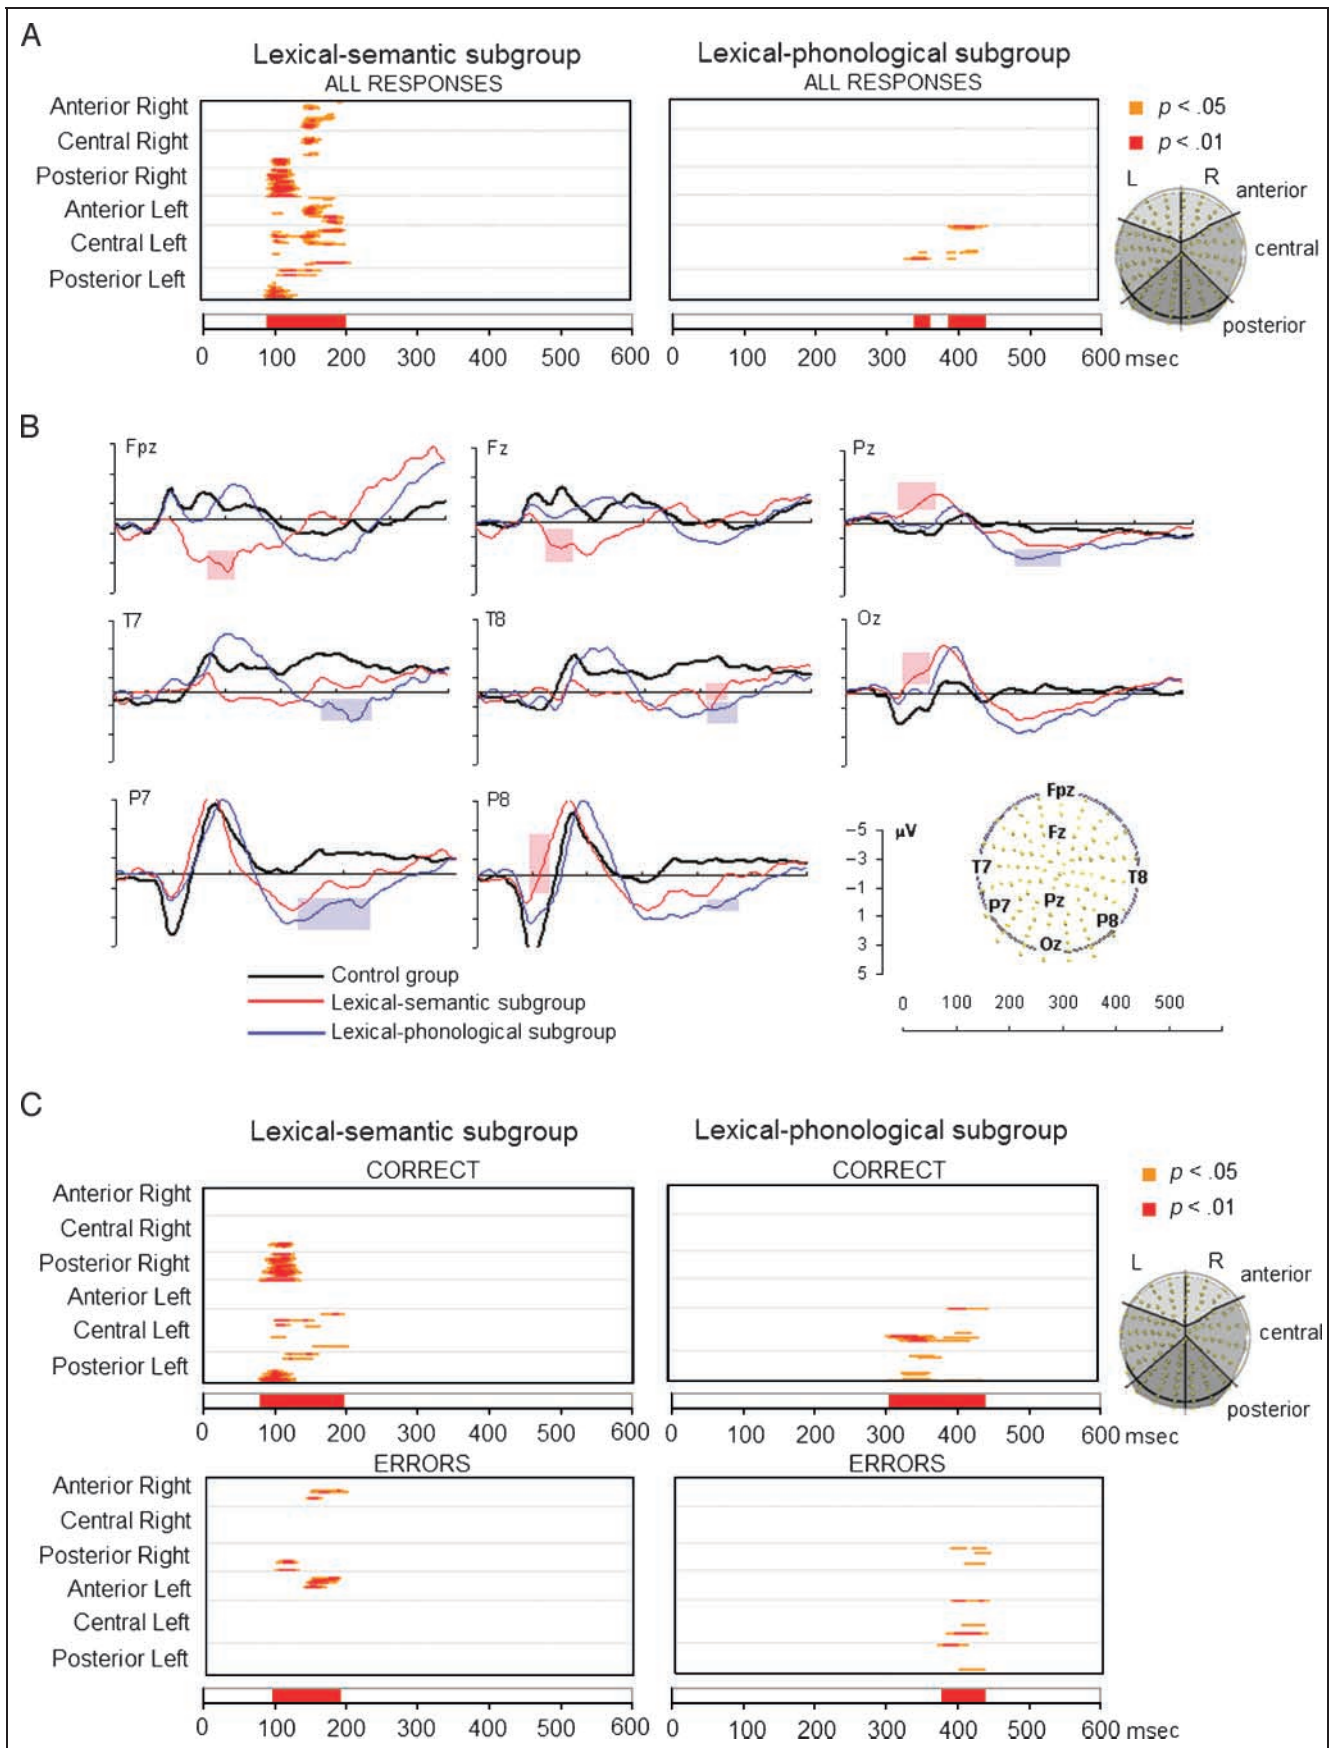 A
Lexical-semantic subgroup
Lexical-phonological subgroup
ALL RESPONSES
ALL RESPONSES
Anterior Right
Central Right
Posterior Right
Anterior Left
Central Left
Posterior Left
p < .05
p < .01
L R
anterior
central
posterior
0 100 200 300 400 500 600
0 100 200 300 400 500 600 msec
B
Fpz
Fz
Pz
T7
T8
Oz
P7
P8
−5 µV
−3
−1
1
3
5
Fpz
Fz
T7
T8
Pz
P7
P8
Oz
0 100 200 300 400 500
Control group
Lexical-semantic subgroup
Lexical-phonological subgroup
C
Lexical-semantic subgroup
Lexical-phonological subgroup
CORRECT
CORRECT
Anterior Right
Central Right
Posterior Right
Anterior Left
Central Left
Posterior Left
p < .05
p < .01
L R
anterior
central
posterior
0 100 200 300 400 500 600
0 100 200 300 400 500 600 msec
ERRORS
ERRORS
Anterior Right
Central Right
Posterior Right
Anterior Left
Central Left
Posterior Left
0 100 200 300 400 500 600
0 100 200 300 400 500 600 msec